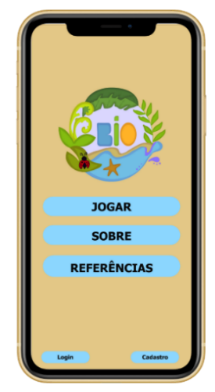 BIO
JOGAR
SOBRE
REFERÊNCIAS
Login
Cadastro